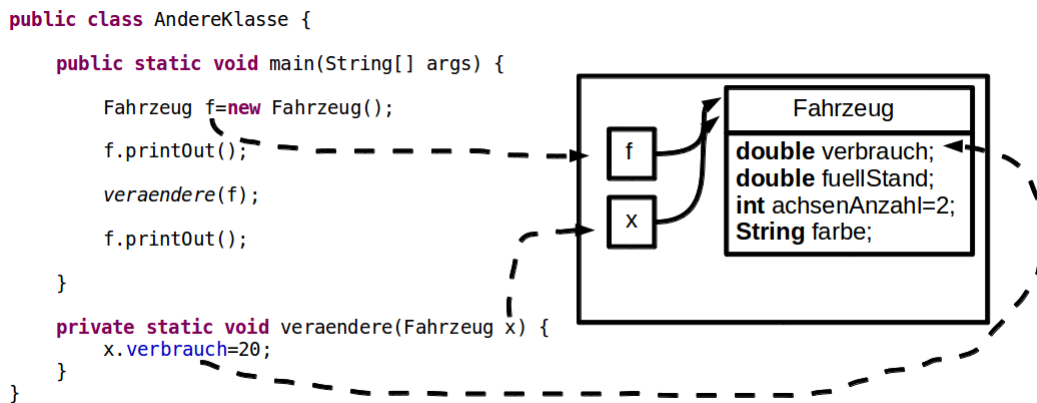 public class AndereKlasse {
public static void main(String[] args) {
Fahrzeug f=new Fahrzeug();
f.printOut();
veraendere(f);
f.printOut();
}
private static void veraendere(Fahrzeug x) {
x.verbrauch=20;
}
}
f
x
Fahrzeug
double verbrauch;
double fuellStand;
int achsenAnzahl=2;
String farbe;